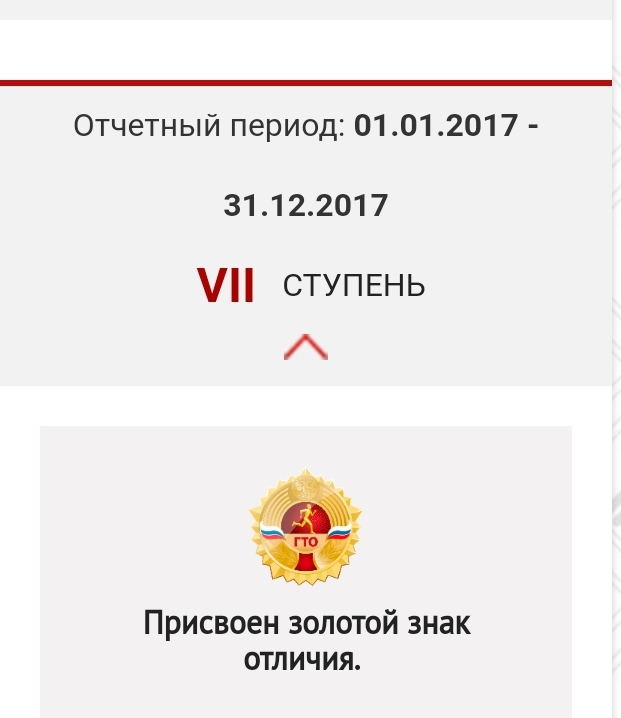 Отчетный период: 01.01.2017 -
31.12.2017
VII СТУПЕНЬ
ГТО
Присвоен золотой знак
отличия.